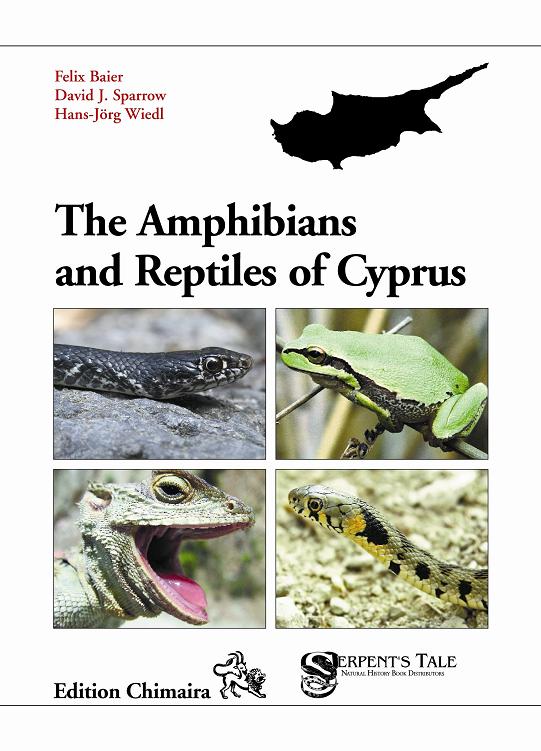 Felix Baier
David J. Sparrow
Hans-Jörg Wiedl
The Amphibians
and Reptiles of Cyprus
Edition Chimaira
SERPENT'S TALE
NATURAL HISTORY BOOK DISTRIBUTORS